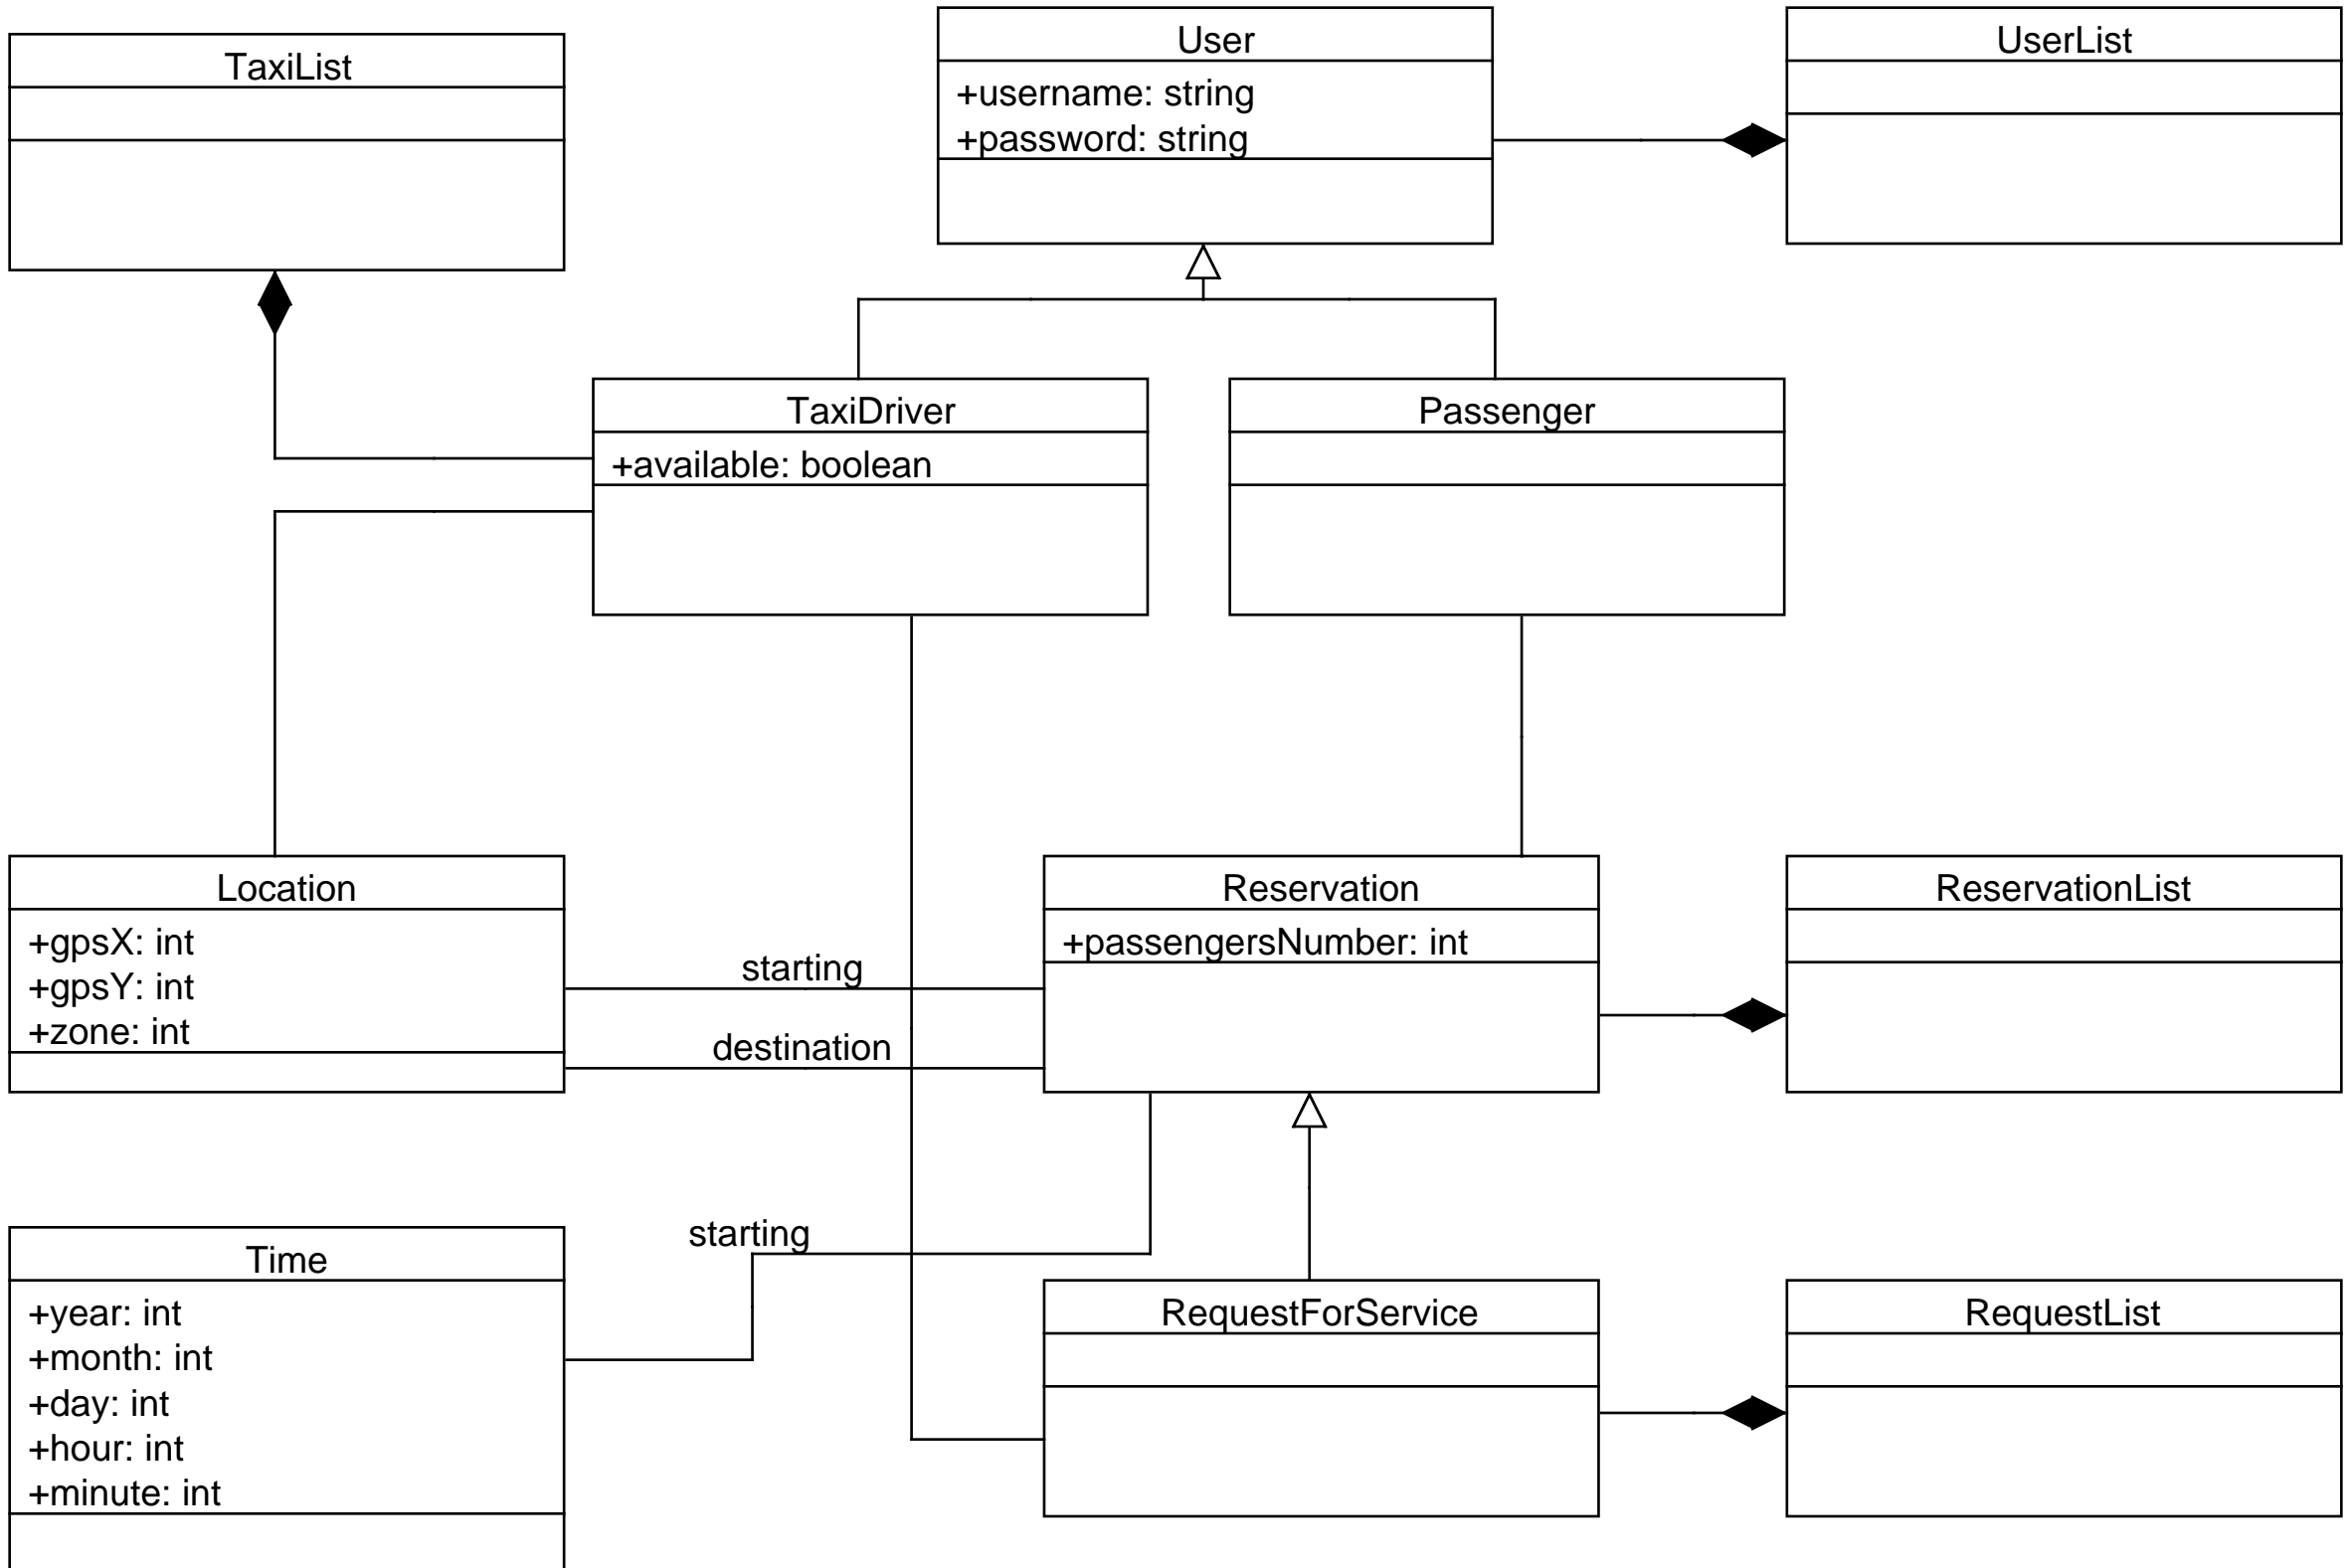 TaxiList
User
+username: string
+password: string
UserList
TaxiDriver
+available: boolean
Passenger
Location
+gpsX: int
+gpsY: int
+zone: int
starting
destination
Reservation
+passengersNumber: int
ReservationList
Time
+year: int
+month: int
+day: int
+hour: int
+minute: int
starting
RequestForService
RequestList